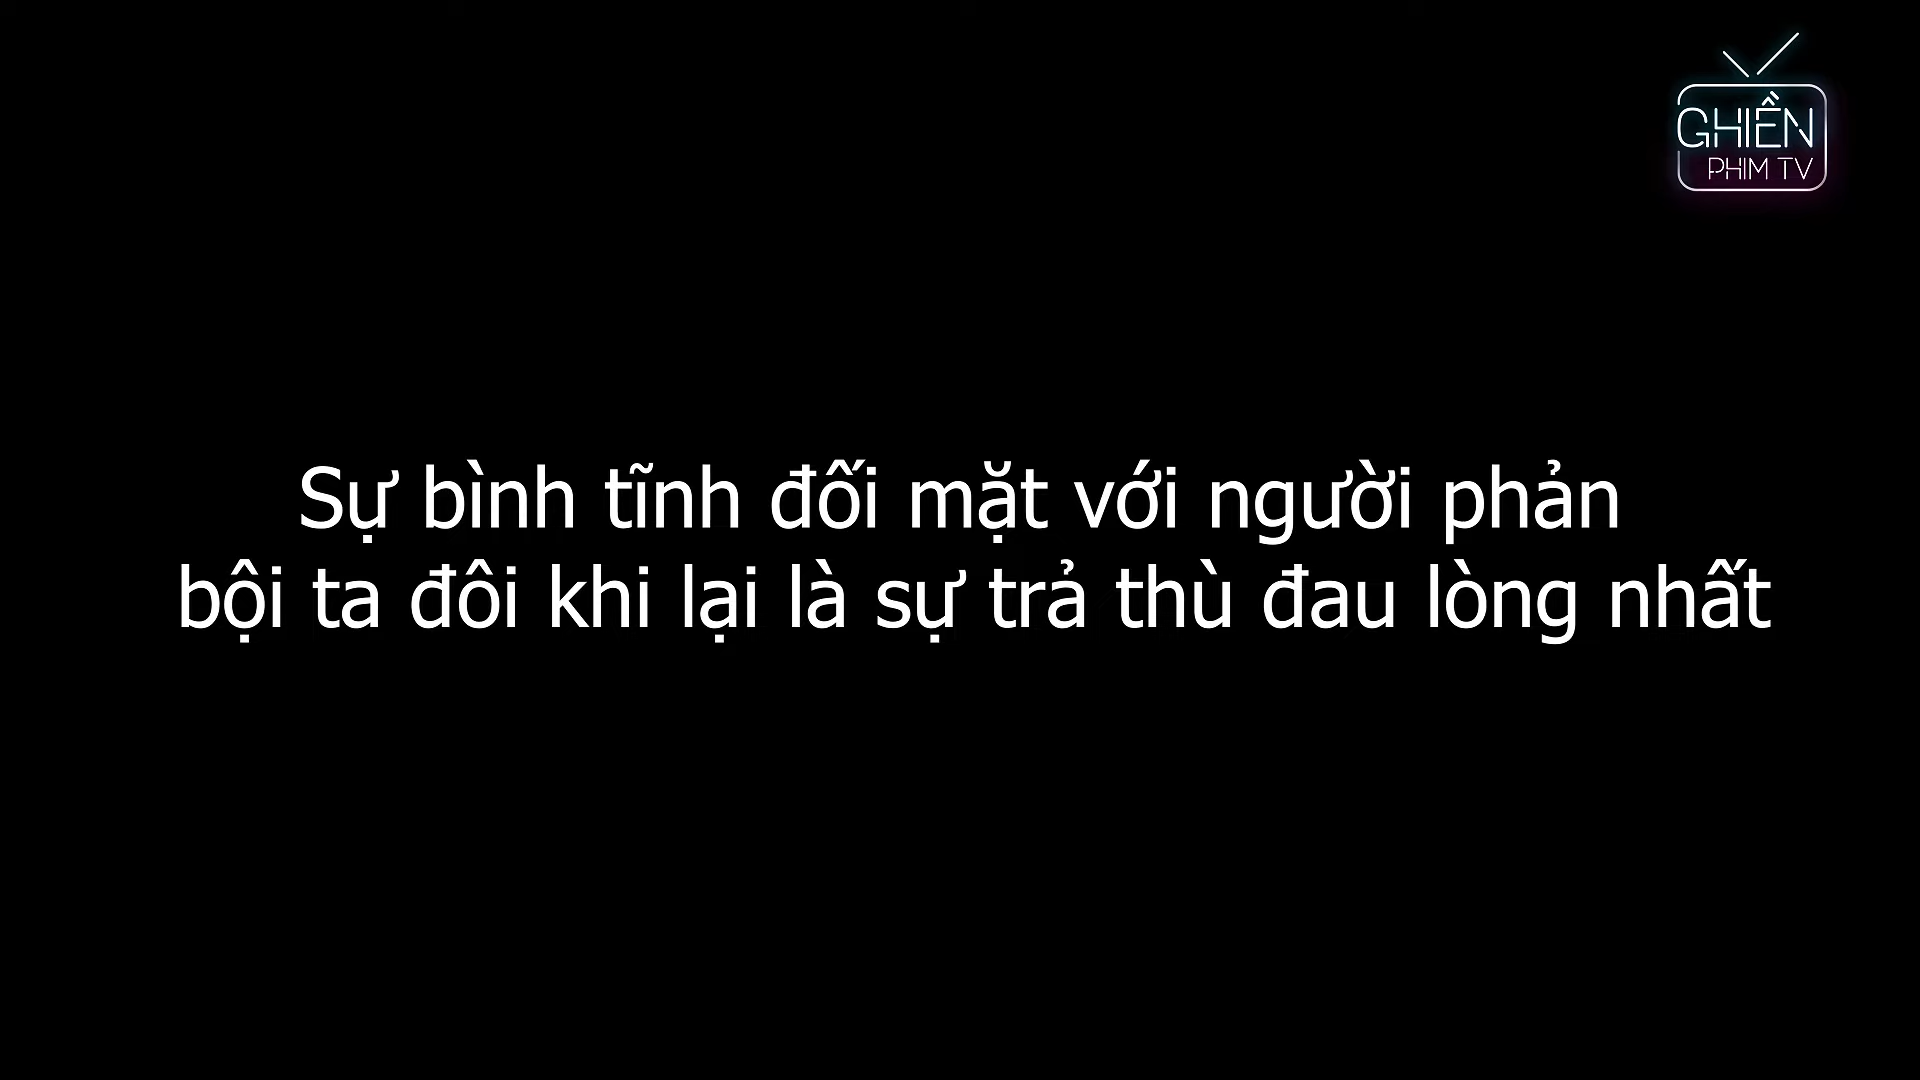 GHIỀN
PHIM TV
Sự bình tĩnh đối mặt với người phản
bội ta đôi khi lại là sự trả thù đau lòng nhất